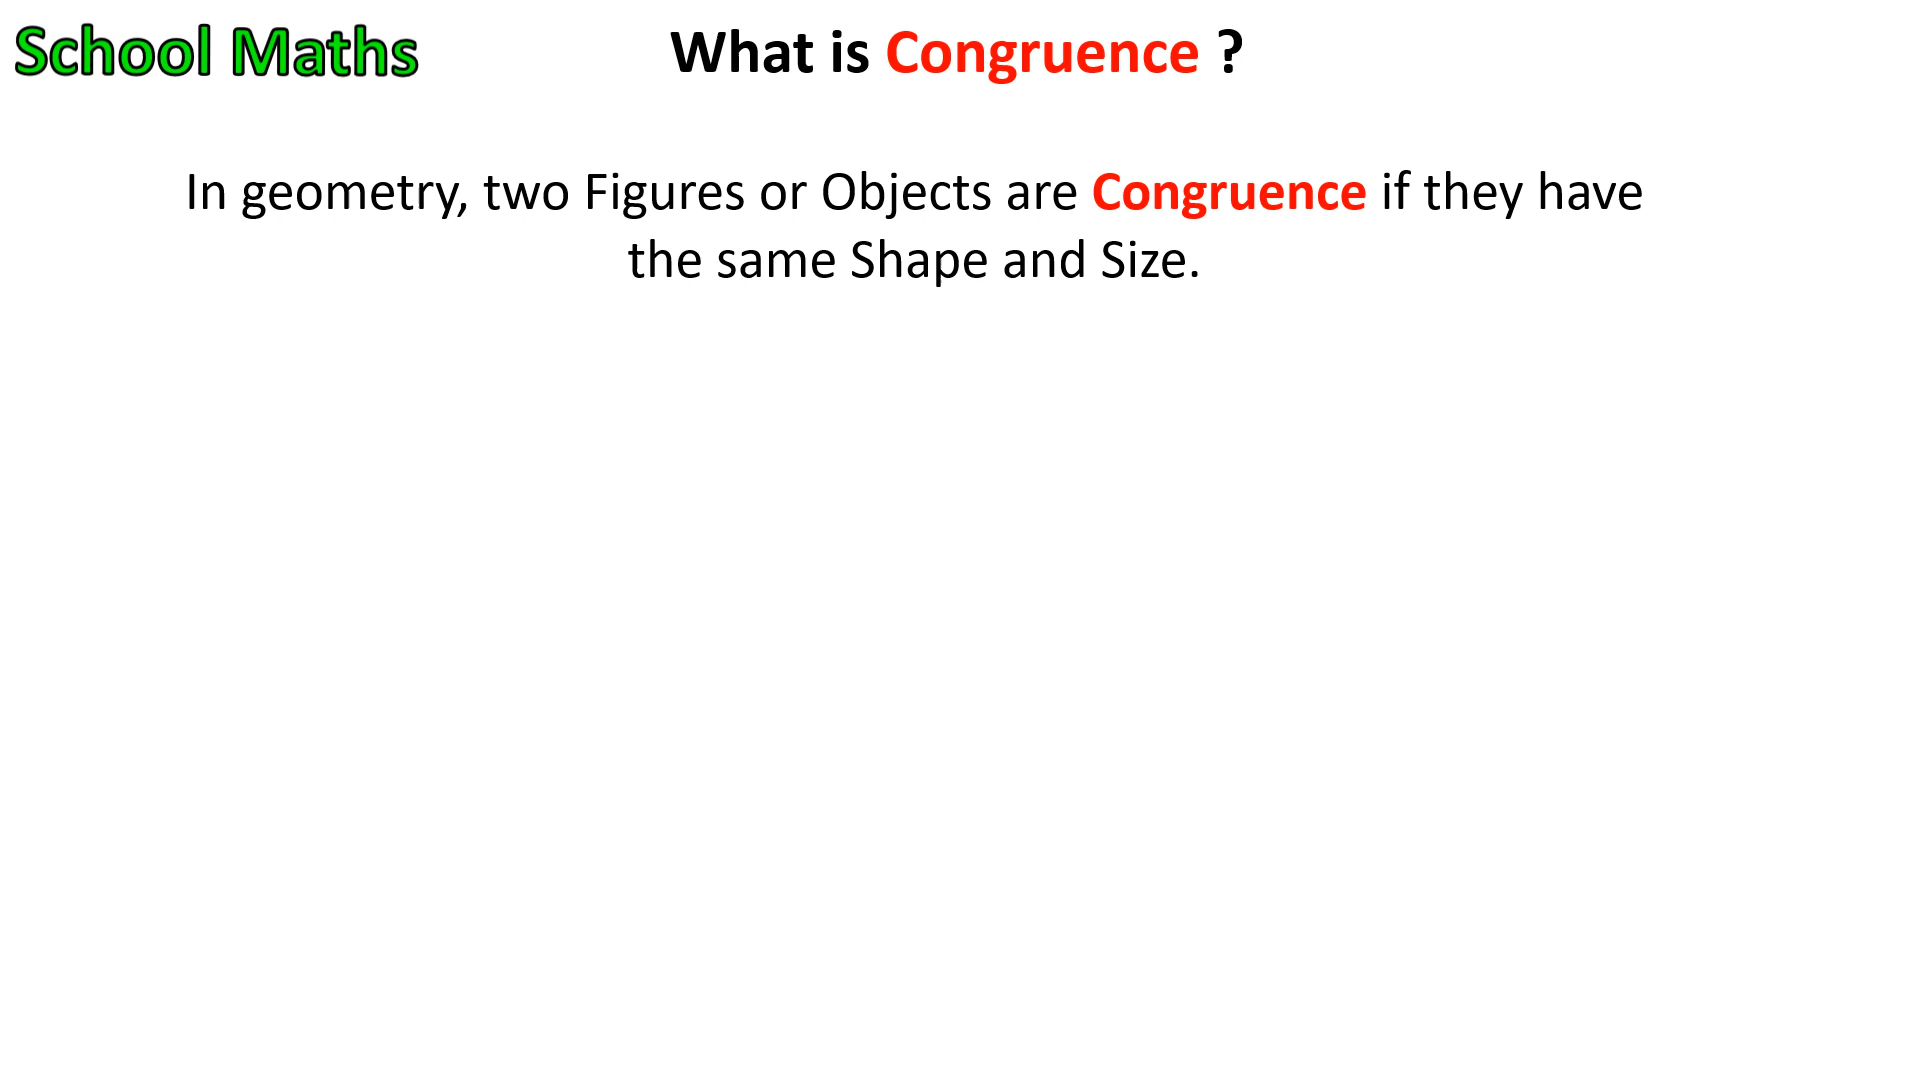 School Maths
What is Congruence ?
In geometry, two Figures or Objects are Congruence if they have
the same Shape and Size.